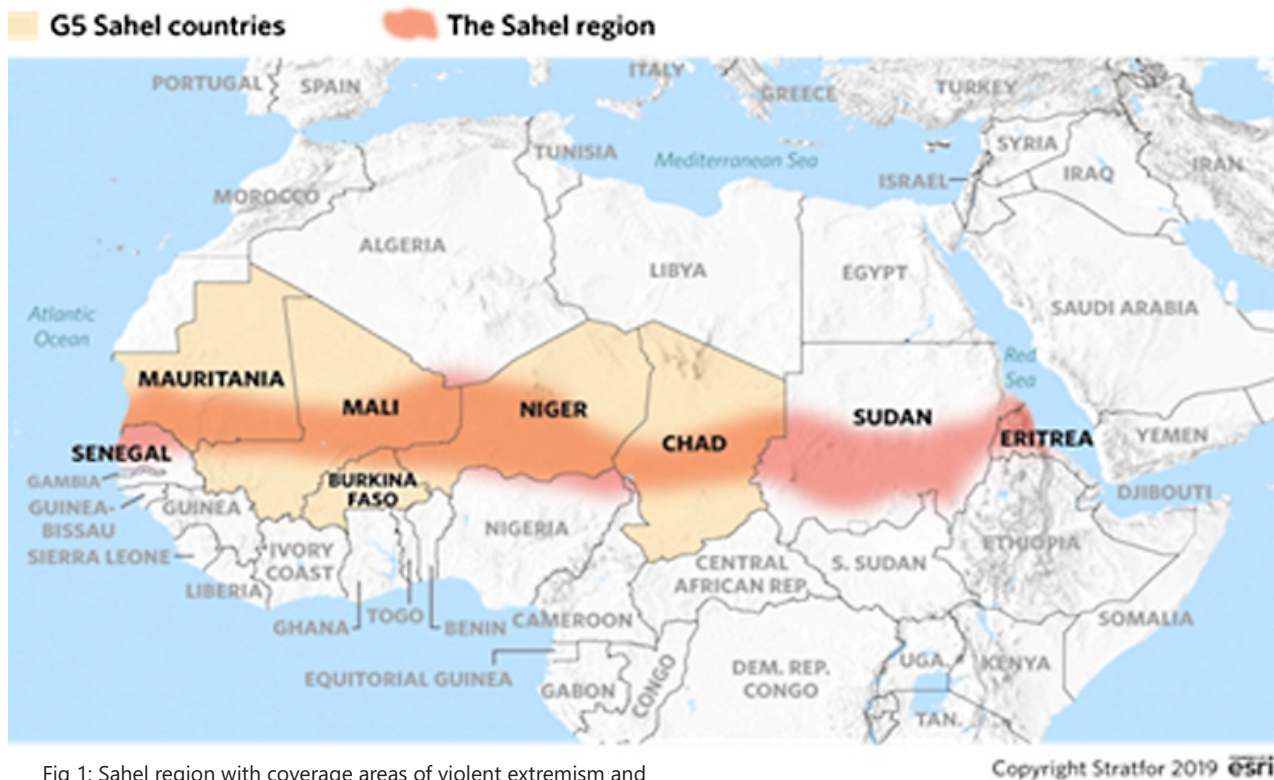 G5 Sahel countries
The Sahel region
PORTUGAL
SPAIN
ITALY
GREECE
TURKEY
TUNISIA
Mediterranean Sea
SYRIA
ISRAEL
IRAQ
IRAN
MOROCCO
ALGERIA
LIBYA
EGYPT
SAUDI ARABIA
Atlantic
Ocean
Red
Sea
MAURITANIA
MALI
NIGER
CHAD
SUDAN
ERITREA
YEMEN
SENEGAL
GAMBIA
GUINEA-
BISSAU
GUINEA
BURKINA
FASO
NIGERIA
DJIBOUTI
SIERRA LEONE
IVORY
COAST
LIBERIA
GHANA
TOGO
BENIN
CAMEROON
CENTRAL
AFRICAN REP.
S. SUDAN
ETHIOPIA
SOMALIA
EQUITORIAL GUINEA
GABON
CONGO
DEM. REP.
CONGO
UGA.
KENYA
TAN.
Copyright Stratfor 2019 esri
Fig 1: Sahel region with coverage areas of violent extremism and